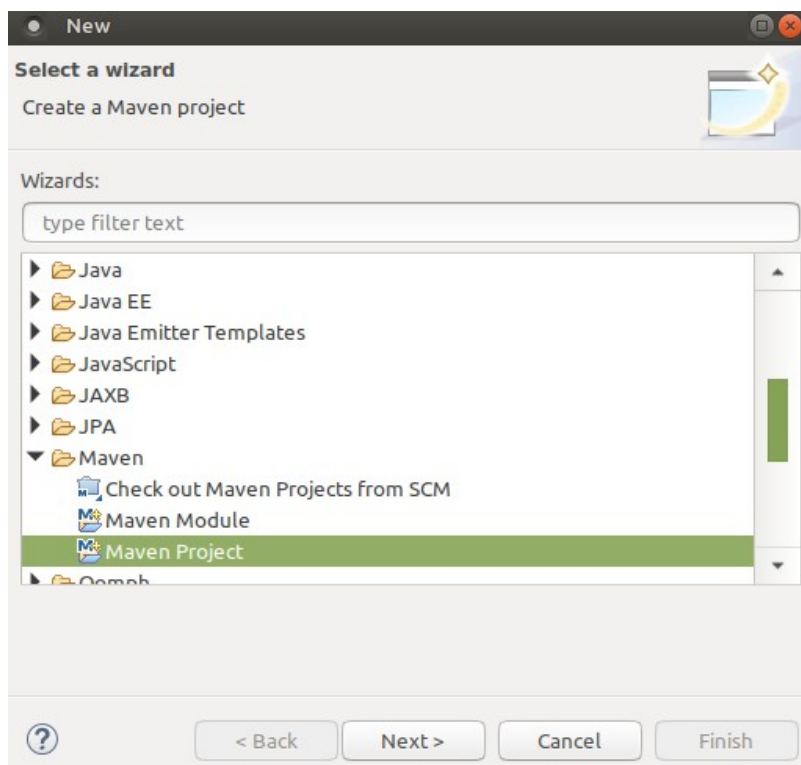 New
Select a wizard
Create a Maven project
Wizards:
type filter text
Java
Java EE
Java Emitter Templates
JavaScript
JAXB
JPA
Maven
Check out Maven Projects from SCM
Maven Module
Maven Project
Oomph
?
< Back Next > Cancel Finish